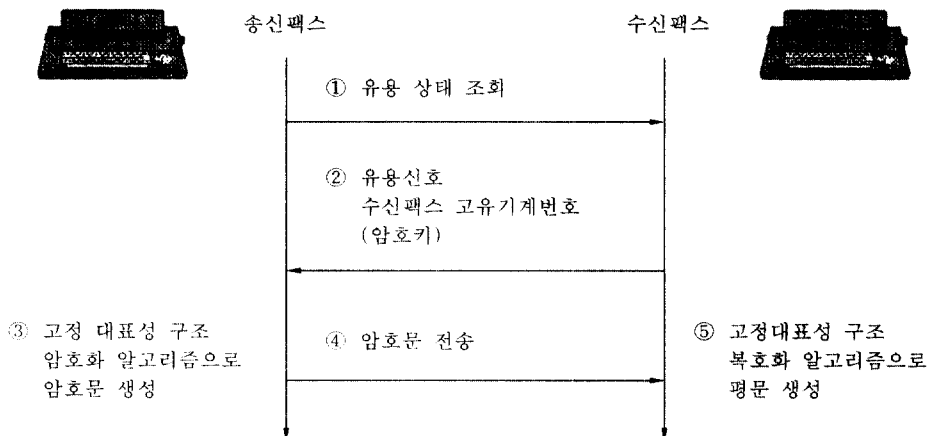 송신팩스
수신팩스
① 유용 상태 조회
② 유용신호
수신팩스 고유기계번호
(암호키)
③ 고정 대표성 구조
암호화 알고리즘으로
암호문 생성
④ 암호문 전송
⑤ 고정대표성 구조
복호화 알고리즘으로
평문 생성